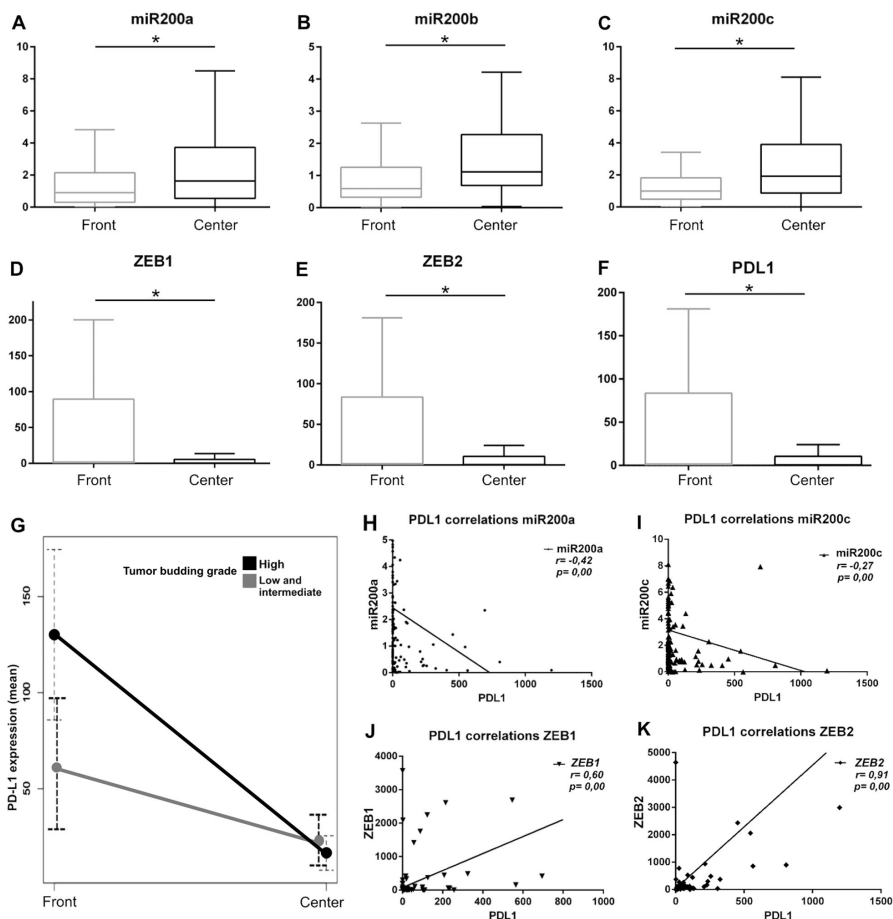 A
miR200a
*
10
8
6
4
2
0
Front
Center
B
miR200b
*
5
4
3
2
1
0
Front
Center
C
miR200c
*
10
8
6
4
2
0
Front
Center
D
ZEB1
*
200
150
100
50
0
Front
Center
E
ZEB2
*
200
150
100
50
0
Front
Center
F
PDL1
*
200
150
100
50
0
Front
Center
G
Tumor budding grade
High
Low and
intermediate
PD-L1 expression (mean)
150
100
50
Front
Center
H
PDL1 correlations miR200a
miR200a
r= -0,42
p= 0,00
miR200a
5
4
3
2
1
0
0
500
1000
1500
PDL1
I
PDL1 correlations miR200c
miR200c
r= -0,27
p= 0,00
miR200c
10
8
6
4
2
0
0
500
1000
1500
PDL1
J
PDL1 correlations ZEB1
ZEB1
r= 0,60
p= 0,00
ZEB1
4000
3000
2000
1000
0
0
200
400
600
800
PDL1
K
PDL1 correlations ZEB2
ZEB2
r= 0,91
p= 0,00
ZEB2
5000
4000
3000
2000
1000
0
0
500
1000
1500
PDL1